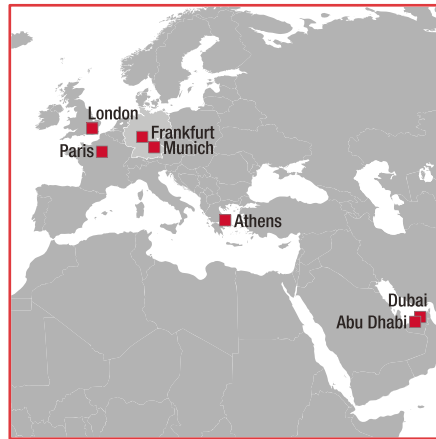 London
Frankfurt
Paris
Munich
Athens
Dubai
Abu Dhabi